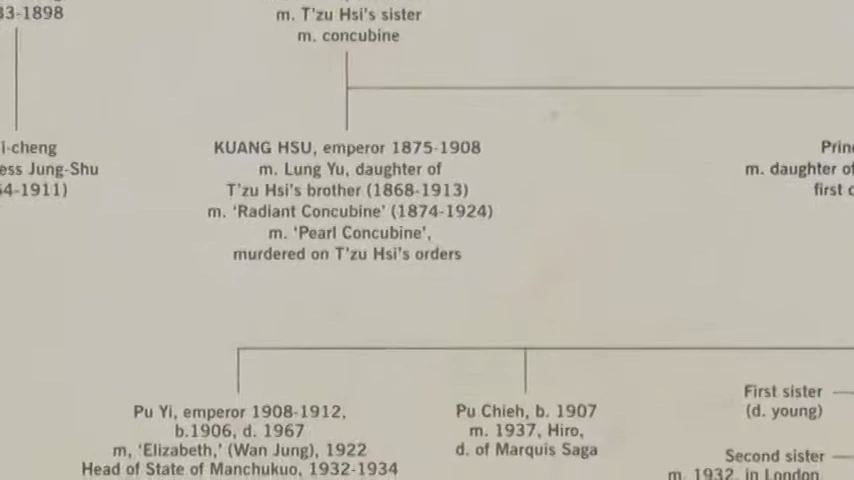 33-1898
m. T'zu Hsi's sister
m. concubine
i-cheng
ess Jung-Shu
4-1911)
KUANG HSU, emperor 1875-1908
m. Lung Yu, daughter of
T'zu Hsi's brother (1868-1913)
m. ‘Radiant Concubine’ (1874-1924)
m. ‘Pearl Concubine’,
murdered on T'zu Hsi's orders
Prin
m. daughter of
first
Pu Yi, emperor 1908-1912,
b.1906, d. 1967
m, ‘Elizabeth,’ (Wan Jung), 1922
Head of State of Manchukuo, 1932-1934
Pu Chieh, b. 1907
m. 1937, Hiro,
d. of Marquis Saga
First sister
(d. young)
Second sister
m. 1932, in London